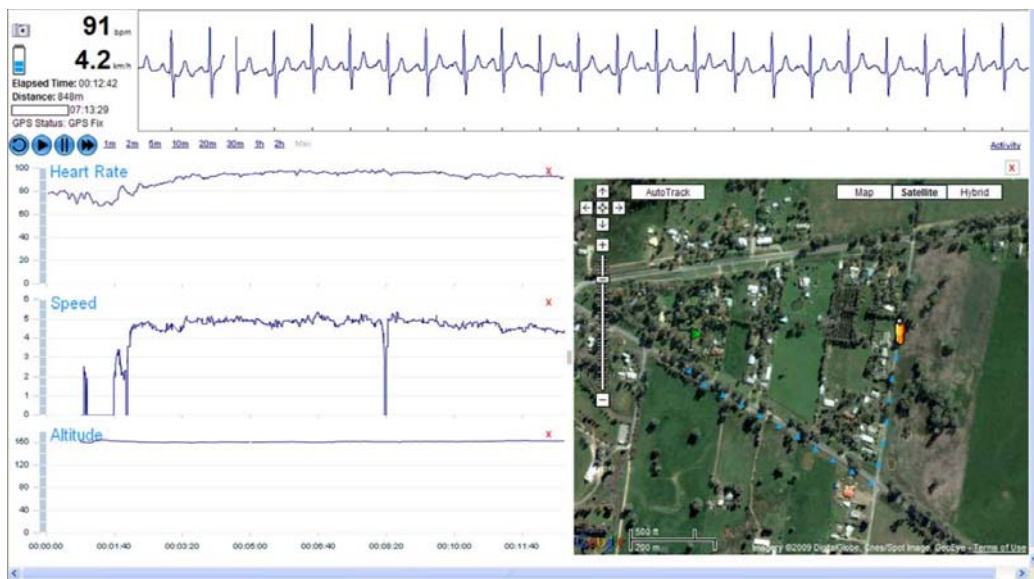 91 bpm
4.2 km/h
Elapsed Time: 00:12:42
Distance: 848m
07:13:29
GPS Status: GPS Fix
1m 2m 5m 10m 20m 30m 1h 2h Max
Activity
Heart Rate
X
100
80
60
40
20
0
Speed
X
6
5
4
3
2
1
0
Altitude
X
160
120
80
40
0
00:00:00 00:01:40 00:03:20 00:05:00 00:06:40 00:08:20 00:10:00 00:11:40
X
AutoTrack
Map Satellite Hybrid
500 ft
200 m
Imagery ©2009 DigitalGlobe, Cnes/Spot Image, GeoEye - Terms of Use